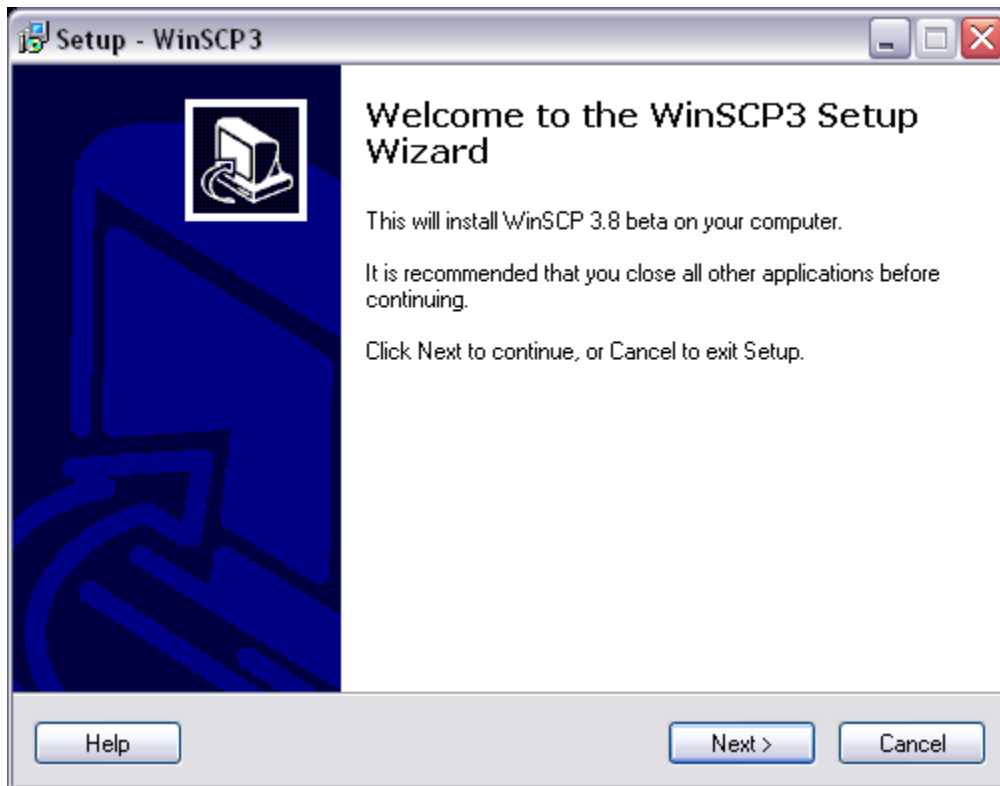 Setup - WinSCP3
Welcome to the WinSCP3 Setup
Wizard
This will install WinSCP 3.8 beta on your computer.
It is recommended that you close all other applications before
continuing.
Click Next to continue, or Cancel to exit Setup.
Help
Next >
Cancel